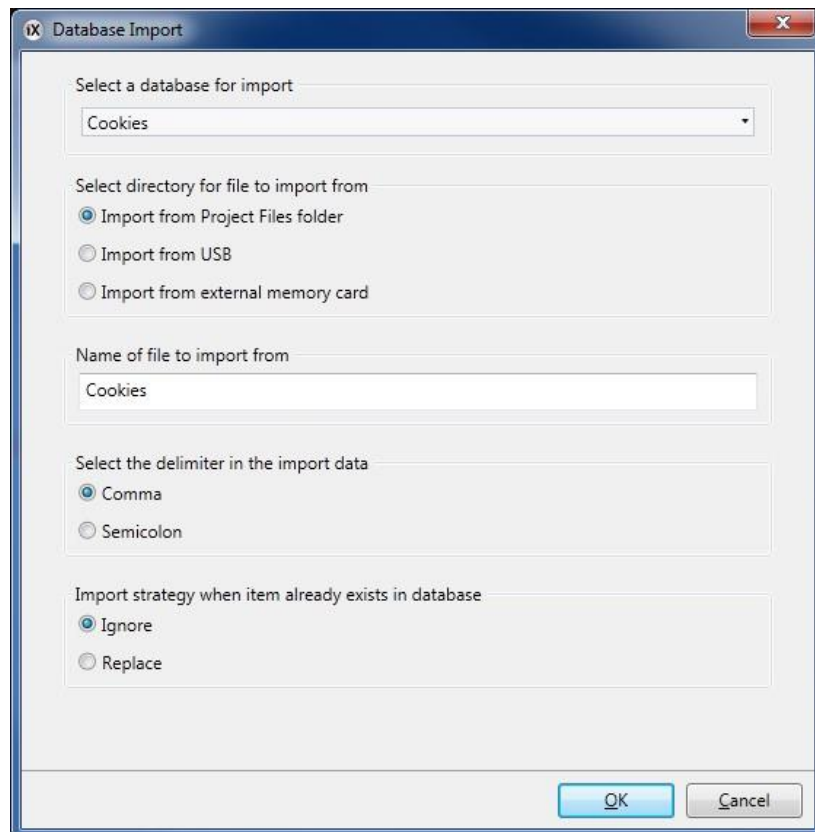 iX Database Import
Select a database for import
Cookies
Select directory for file to import from
Import from Project Files folder
Import from USB
Import from external memory card
Name of file to import from
Cookies
Select the delimiter in the import data
Comma
Semicolon
Import strategy when item already exists in database
Ignore
Replace
OK Cancel